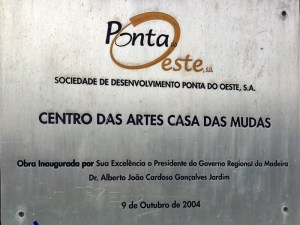 Ponta do
Oeste, S.A.
SOCIEDADE DE DESENVOLVIMENTO PONTA DO OESTE, S.A.
CENTRO DAS ARTES CASA DAS MUDAS
Obra Inaugurada por Sua Excelência o Presidente do Governo Regional da Madeira
Dr. Alberto João Cardoso Gonçalves Jardim
9 de Outubro de 2004